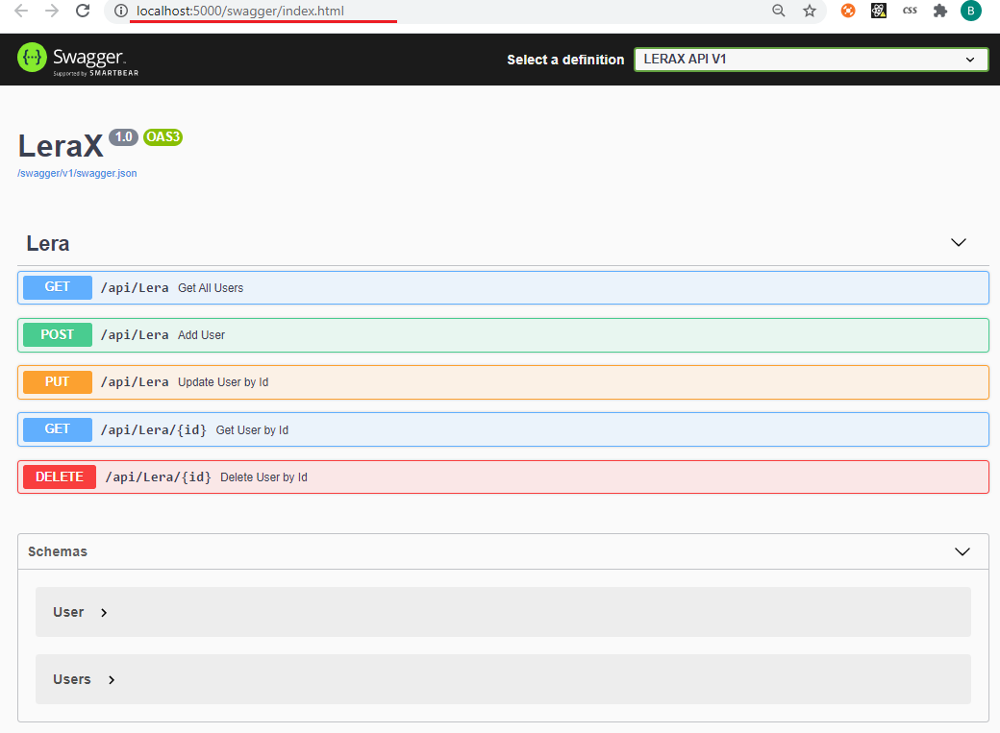 localhost:5000/swagger/index.html
css
B
Swagger
Supported by SMARTBEAR
Select a definition
LERAX API V1
LeraX 1.0 OAS3
/swagger/v1/swagger.json
Lera
GET /api/Lera Get All Users
POST /api/Lera Add User
PUT /api/Lera Update User by Id
GET /api/Lera/{id} Get User by Id
DELETE /api/Lera/{id} Delete User by Id
Schemas
User
Users